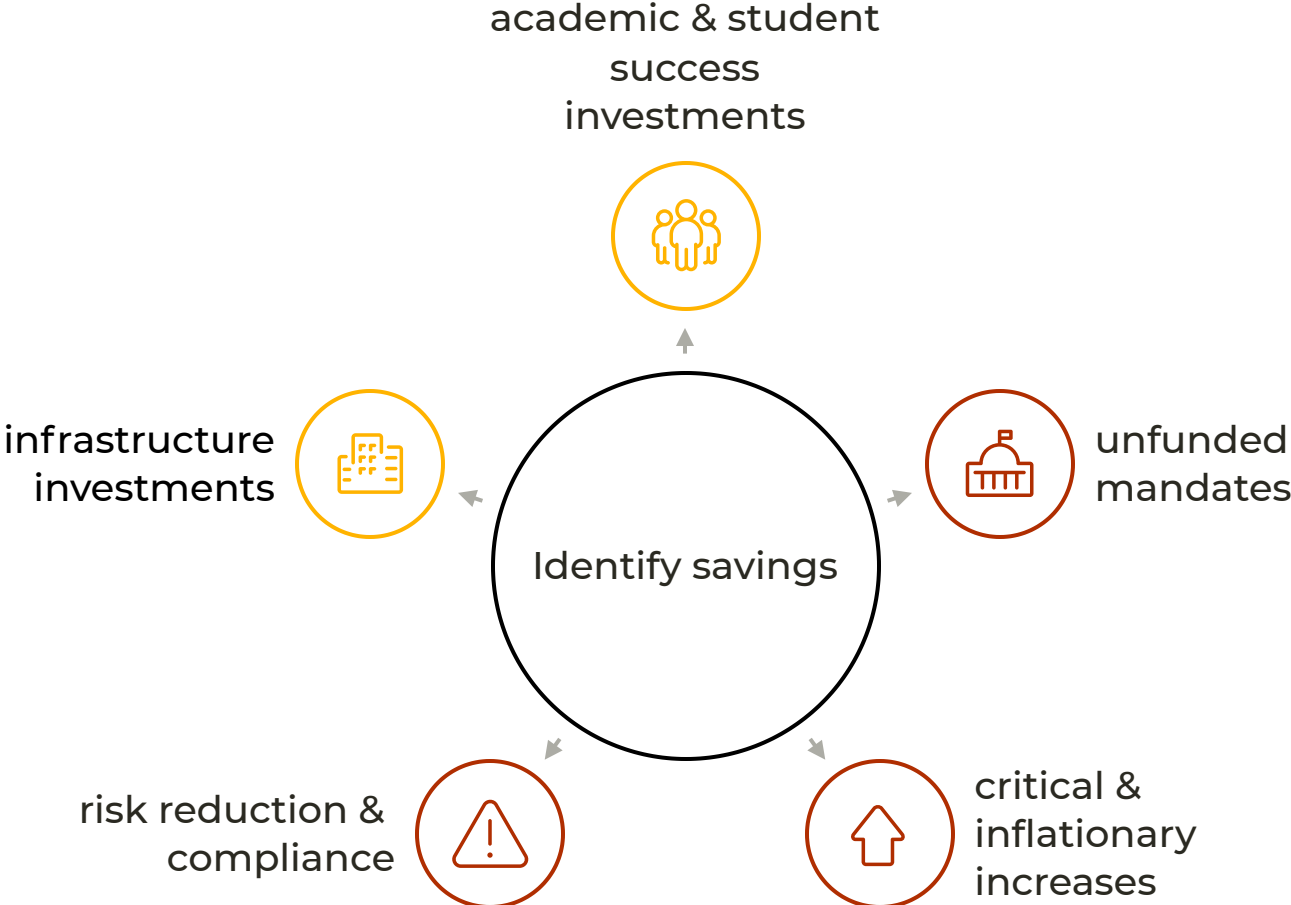 academic & student
success
investments
infrastructure
investments
unfunded
mandates
Identify savings
risk reduction &
compliance
critical &
inflationary
increases